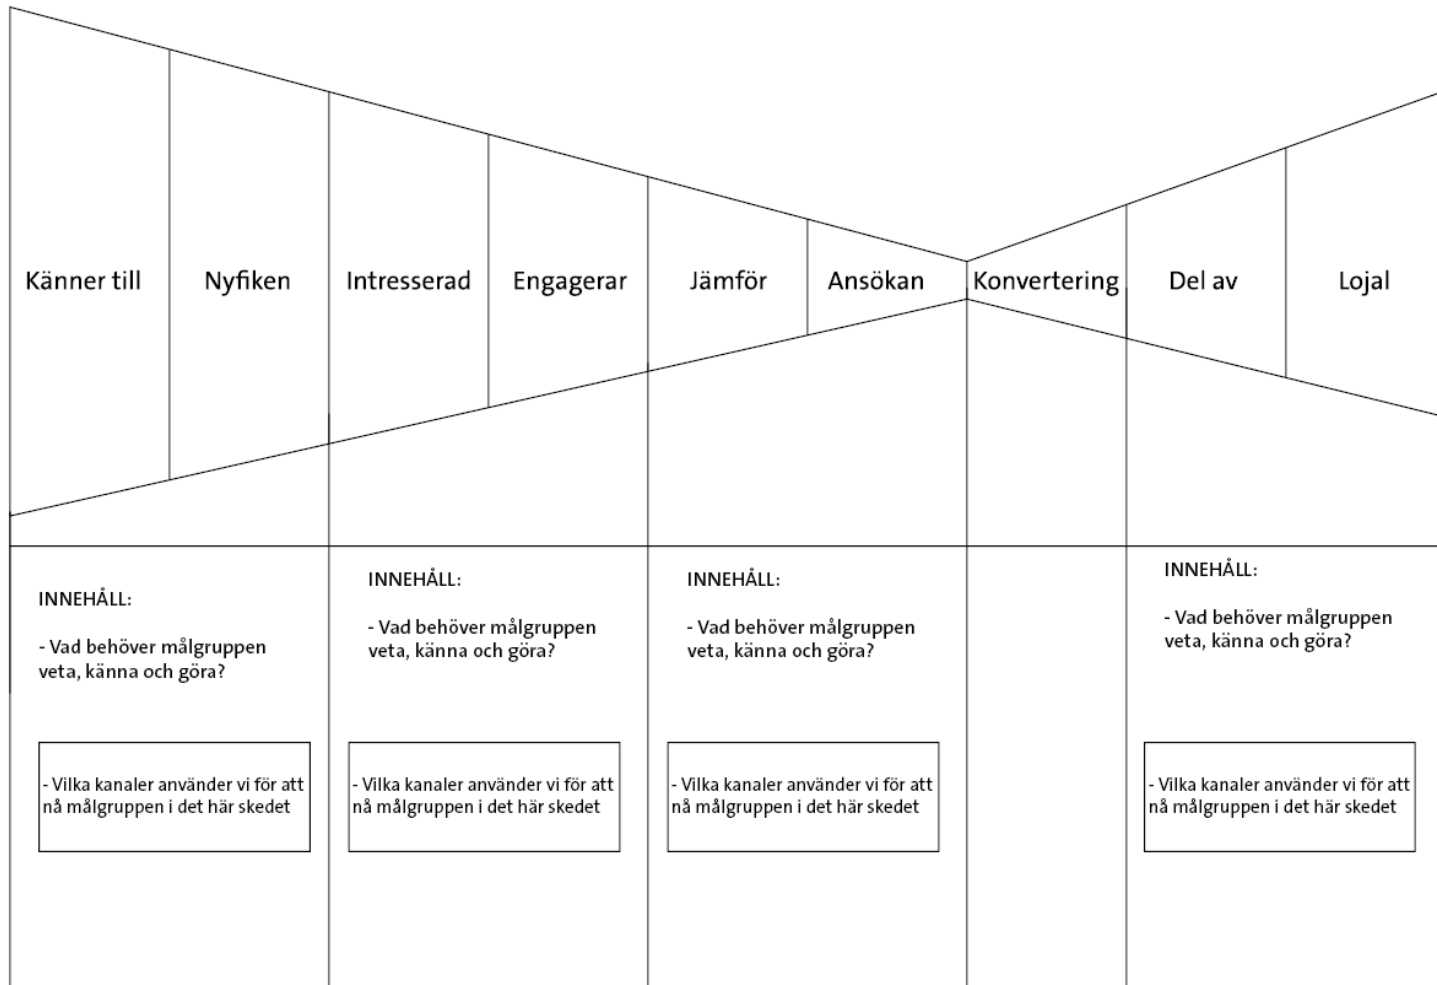 Känner till
Nyfiken
Intresserad
Engagerar
Jämför
Ansökan
Konvertering
Del av
Lojal
INNEHÅLL:
- Vad behöver målgruppen
veta, känna och göra?
- Vilka kanaler använder vi för att
nå målgruppen i det här skedet
INNEHÅLL:
- Vad behöver målgruppen
veta, känna och göra?
- Vilka kanaler använder vi för att
nå målgruppen i det här skedet
INNEHÅLL:
- Vad behöver målgruppen
veta, känna och göra?
- Vilka kanaler använder vi för att
nå målgruppen i det här skedet
INNEHÅLL:
- Vad behöver målgruppen
veta, känna och göra?
- Vilka kanaler använder vi för att
nå målgruppen i det här skedet